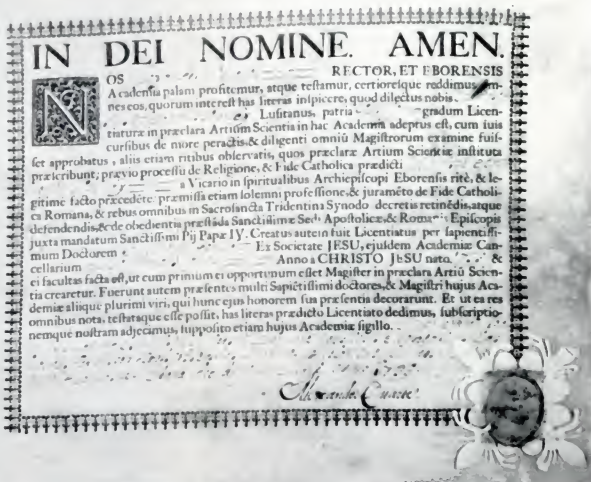 IN DEI NOMINE. AMEN.
NOS RECTOR, ET EBORENSIS
Academia palam profitemur, atque testamur, certioresque reddimus om-
nes eos, quorum interest has literas inspicere, quod dilectus nobis
Lusitanus, patria gradum Licen-
tiaturæ in præclara Artium Scientia in hac Academia adeptus est, cum suis
cursibus de more peractis, & diligenti omniũ Magistrorum examine fuis-
set approbatus, aliis etiam ritibus observatis, quos præclaræ Artium Scientiæ instituta
præscribunt, prævio processu de Religione, & Fide Catholica prædicti
a Vicario in spiritualibus Archiepiscopi Eborensis ritè, & le-
gitime facto præcedẽte, præmissa etiam solemni professione, & juramẽto de Fide Catholi-
ca Romana, & rebus omnibus in Sacrosancta Tridentina Synodo decretis retinẽdis, atque
defendendis, & de obedientia præstãda Sanctissimæ Sedi Apostolicæ, & Romanis Episcopis
juxta mandatum Sanctissimi Pij Papæ IV. Creatus autem fuit Licentiatus per sapientissi-
mum Doctorem Ex Societate JESU, ejusdem Academiæ Can-
cellarium Anno a CHRISTO JESU nato &
ei facultas facta est, ut cum primum ei opportunum esset Magister in præclara Artiũ Scien-
tia crearetur. Fuerunt autem præsentes multi Sapiẽtissimi doctores, & Magistri hujus Aca-
demiæ aliique plurimi viri, qui hunc ejus honorem sua præsentia decorarunt. Et ut ea res
omnibus nota, testataque esse possit, has literas prædicto Licentiato dedimus, subscriptio-
nemque nostram adjecimus, supposito etiam hujus Academiæ sigillo.